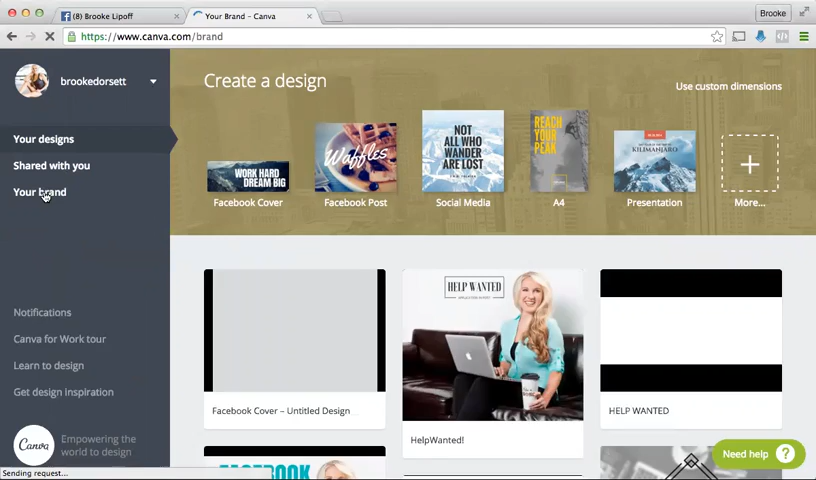 (8) Brooke Lipoff
Your Brand – Canva
Brooke
https://www.canva.com/brand
brookedorsett
Create a design
Use custom dimensions
Your designs
Shared with you
Your brand
WORK HARD
DREAM BIG
Waffles
NOT
ALL WHO
WANDER
ARE LOST
REACH
YOUR
PEAK
KILIMANJARO
Facebook Cover
Facebook Post
Social Media
A4
Presentation
More...
Notifications
Canva for Work tour
Learn to design
Get design inspiration
Canva
Empowering the
world to design
HELP WANTED
Facebook Cover – Untitled Design
HelpWanted!
HELP WANTED
FACEBOOK
Need help ?
Sending request...